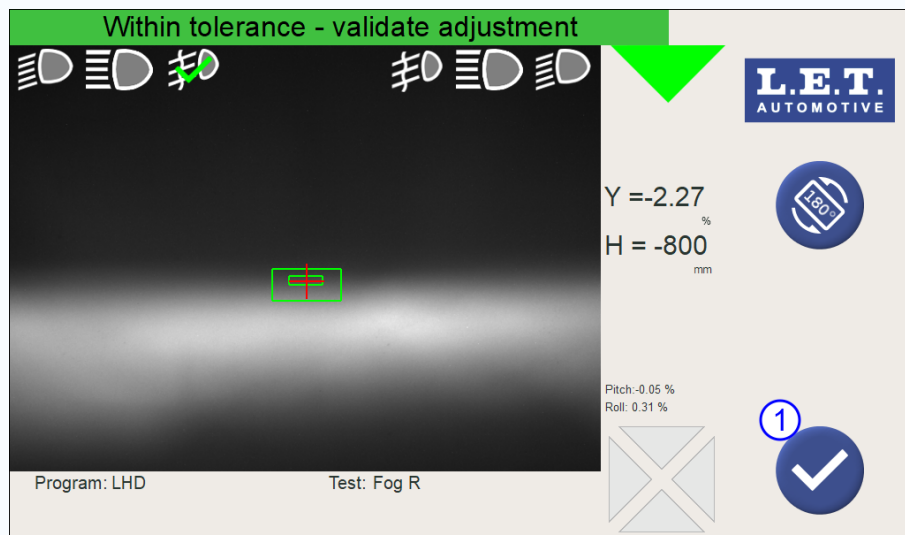 Within tolerance - validate adjustment
L.E.T.
AUTOMOTIVE
180°
Y =-2.27
%
H = -800
mm
Pitch:-0.05 %
Roll: 0.31 %
1
Program: LHD
Test: Fog R